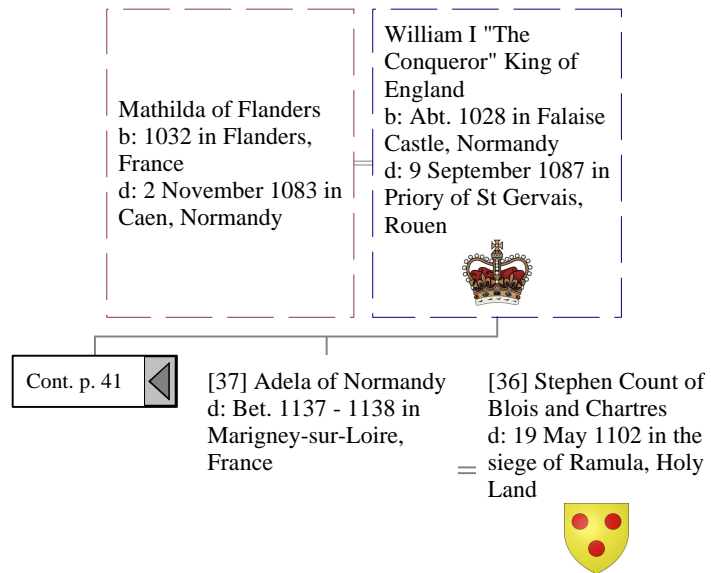 Mathilda of Flanders
b: 1032 in Flanders,
France
d: 2 November 1083 in
Caen, Normandy
William I "The
Conqueror" King of
England
b: Abt. 1028 in Falaise
Castle, Normandy
d: 9 September 1087 in
Priory of St Gervais,
Rouen
Cont. p. 41
[37] Adela of Normandy
d: Bet. 1137 - 1138 in
Marigney-sur-Loire,
France
[36] Stephen Count of
Blois and Chartres
d: 19 May 1102 in the
siege of Ramula, Holy
Land